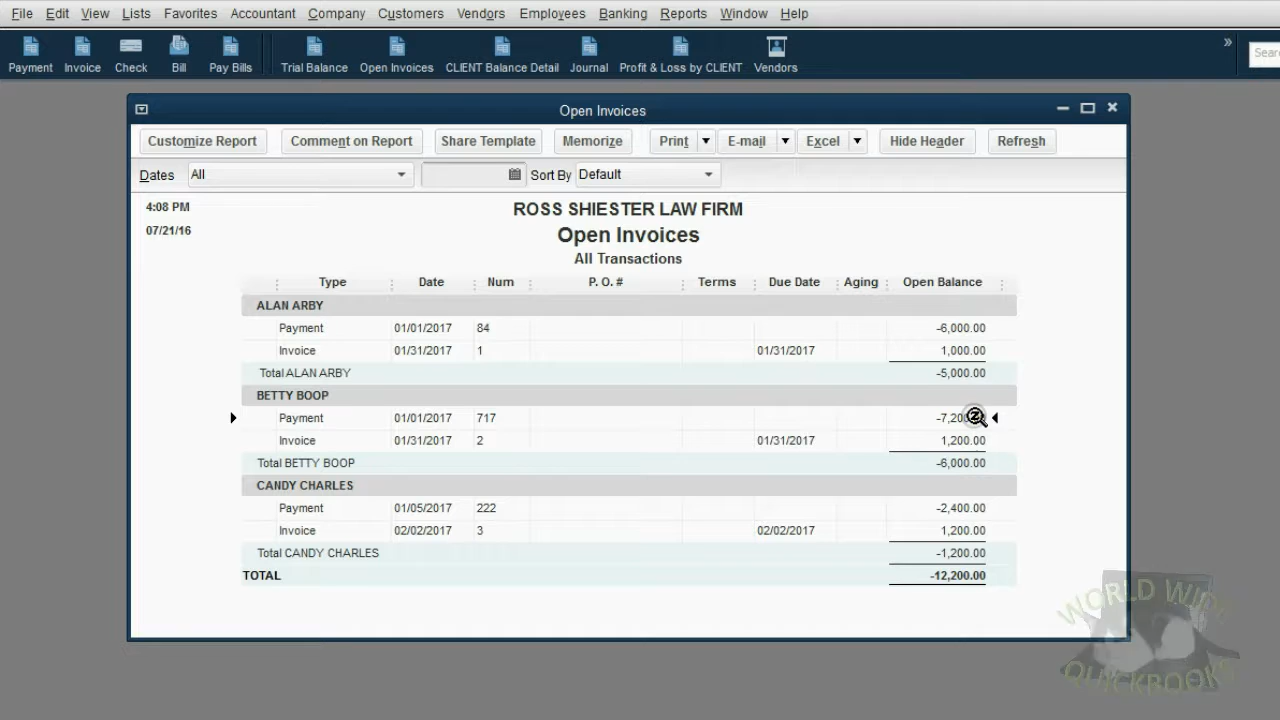 File Edit View Lists Favorites Accountant Company Customers Vendors Employees Banking Reports Window Help
Payment Invoice Check Bill Pay Bills Trial Balance Open Invoices CLIENT Balance Detail Journal Profit & Loss by CLIENT Vendors » Sear
Open Invoices
Customize Report Comment on Report Share Template Memorize Print E-mail Excel Hide Header Refresh
Dates All Sort By Default
4:08 PM ROSS SHIESTER LAW FIRM
07/21/16 Open Invoices
All Transactions
Type Date Num P. O. # Terms Due Date Aging Open Balance
ALAN ARBY
Payment 01/01/2017 84 -6,000.00
Invoice 01/31/2017 1 01/31/2017 1,000.00
Total ALAN ARBY -5,000.00
BETTY BOOP
Payment 01/01/2017 717
Invoice 01/31/2017 2 01/31/2017 1,200.00
Total BETTY BOOP -6,000.00
CANDY CHARLES
Payment 01/05/2017 222 -2,400.00
Invoice 02/02/2017 3 02/02/2017 1,200.00
Total CANDY CHARLES -1,200.00
TOTAL -12,200.00
WORLD WIDE
QUICKBOOKS